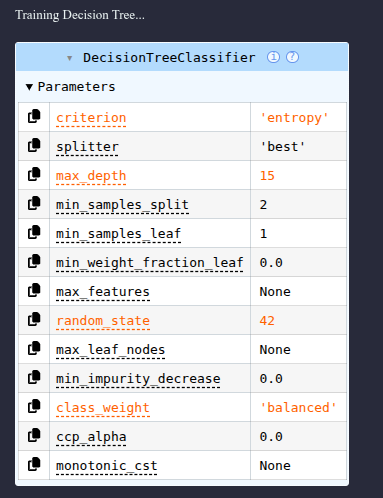 Training Decision Tree...
▾ DecisionTreeClassifier i ?
▼ Parameters
criterion 'entropy'
splitter 'best'
max_depth 15
min_samples_split 2
min_samples_leaf 1
min_weight_fraction_leaf 0.0
max_features None
random_state 42
max_leaf_nodes None
min_impurity_decrease 0.0
class_weight 'balanced'
ccp_alpha 0.0
monotonic_cst None